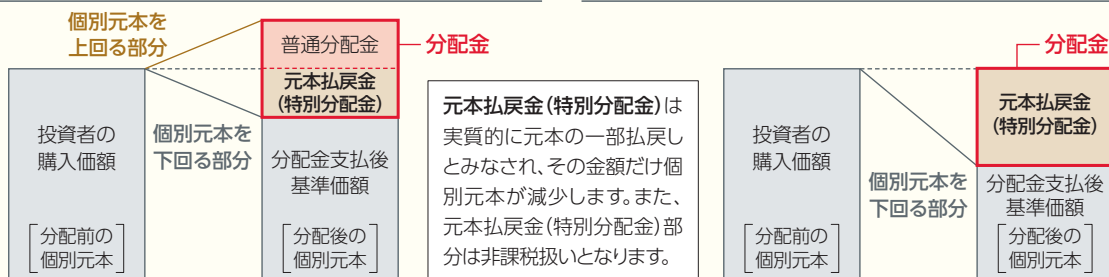 個別元本を
上回る部分
普通分配金
分配金
元本払戻金
(特別分配金)
投資者の
購入価額
個別元本を
下回る部分
分配金支払後
基準価額
分配前の
個別元本
分配後の
個別元本
元本払戻金(特別分配金)は
実質的に元本の一部払戻し
とみなされ、その金額だけ個
別元本が減少します。また、
元本払戻金(特別分配金)部
分は非課税扱いとなります。
分配金
元本払戻金
(特別分配金)
投資者の
購入価額
個別元本を
下回る部分
分配金支払後
基準価額
分配前の
個別元本
分配後の
個別元本